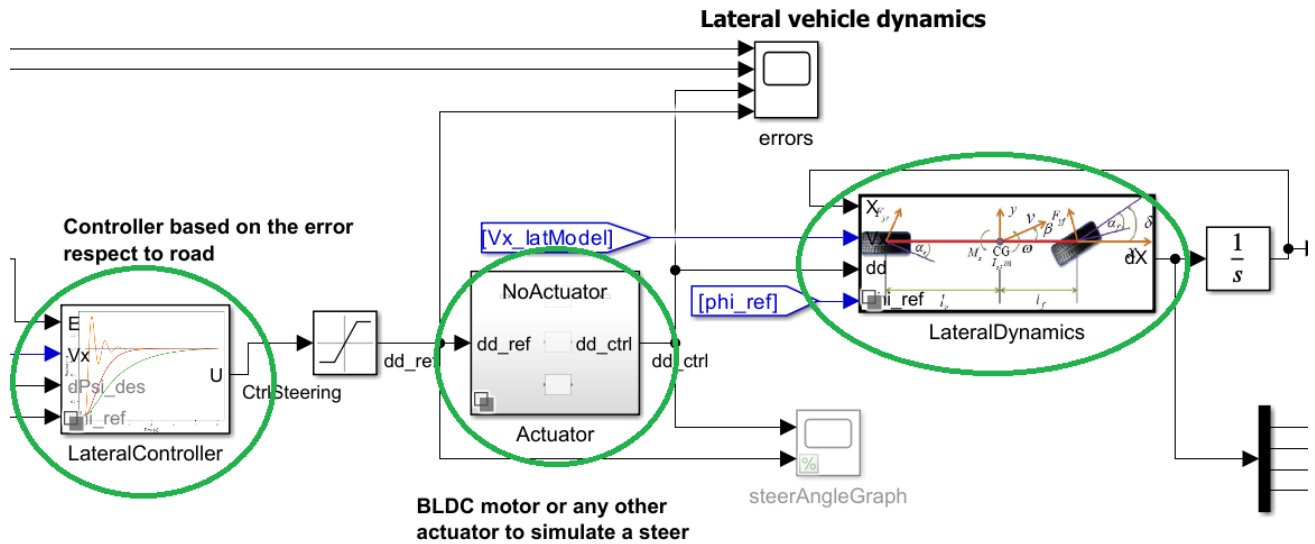 Lateral vehicle dynamics
errors
Controller based on the error
respect to road
[Vx_latModel]
[phi_ref]
X
Vx
dd
dX
LateralDynamics
1
s
E
Vx
dPsi_des
U
LateralController
CtrlSteering
dd_ref
NoActuator
dd_ref
dd_ctrl
Actuator
dd_ctrl
F
y
V
F
β
α
δ
M
CG
ω
I , m
α
l
l
steerAngleGraph
%
BLDC motor or any other
actuator to simulate a steer